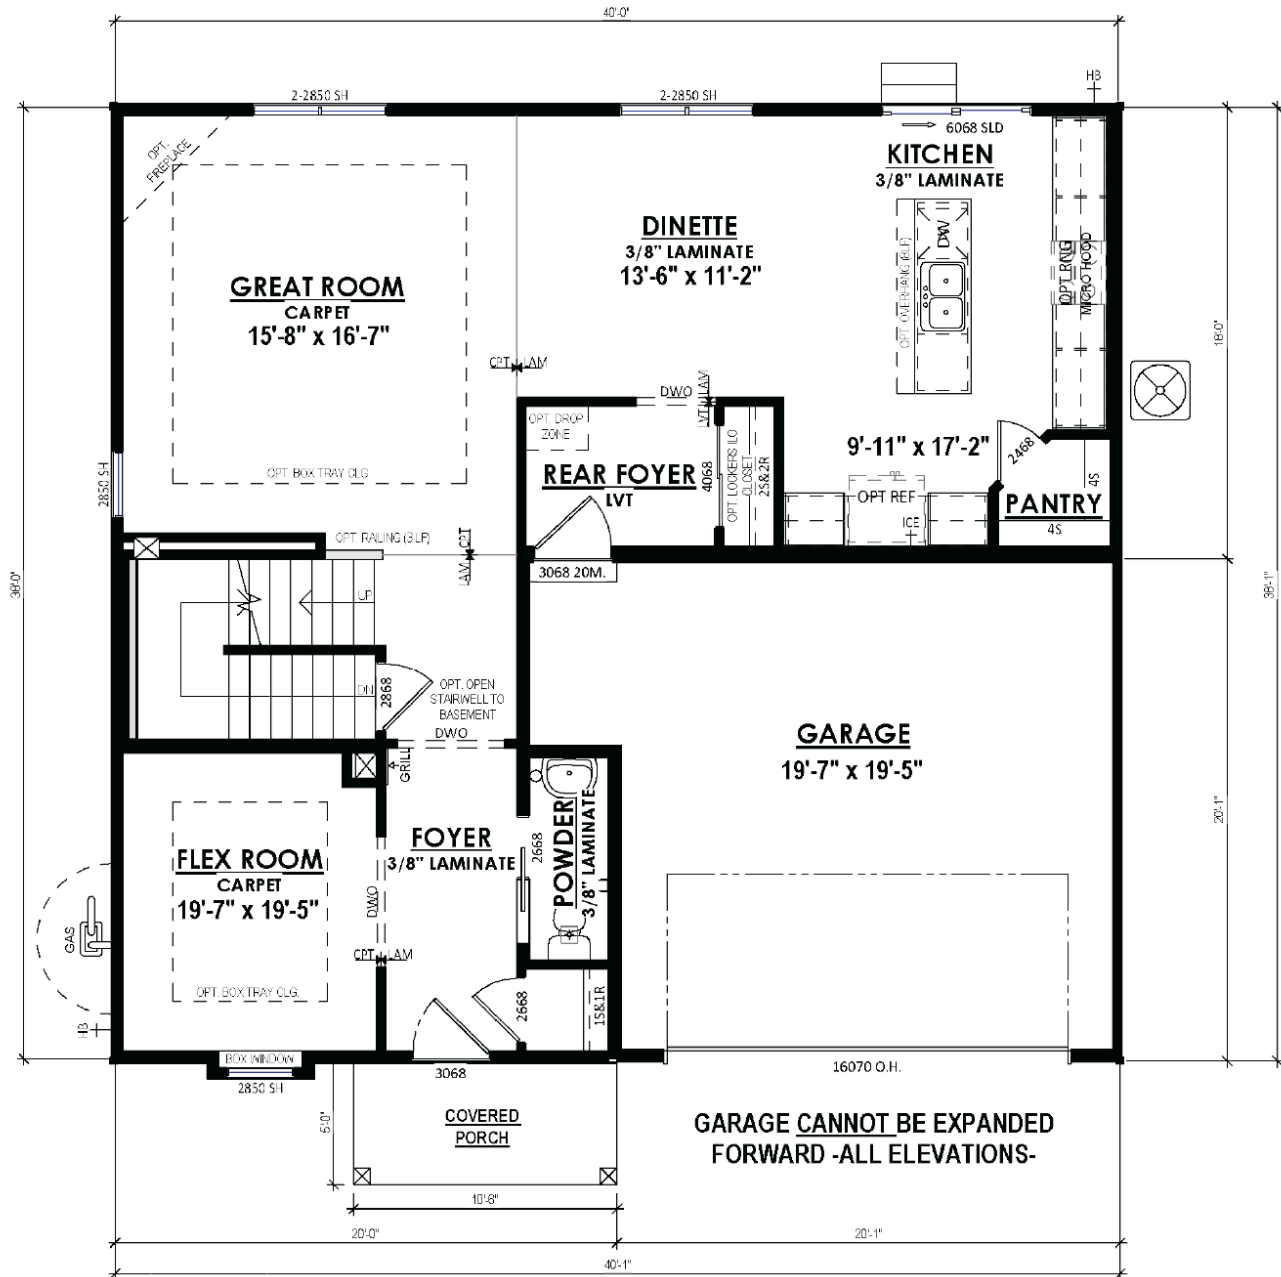 40'-0"
HB
2-2850 SH
2-2850 SH
6068 SLD
OPT.
FIREPLACE
KITCHEN
3/8" LAMINATE
DINETTE
3/8" LAMINATE
13'-6" x 11'-2"
DW
OPT. OVERHANG (8LF)
OPT RNG
MICRO HOOD
GREAT ROOM
CARPET
15'-8" x 16'-7"
18'-0"
CPT LAM
DWO
LVT LAM
OPT. DROP
ZONE
9'-11" x 17'-2"
2468
REAR FOYER
LVT
4068
OPT LOCKERS ILO
CLOSET
2S&2R
OPT REF
ICE
PANTRY
4S
4S
OPT. BOX TRAY CLG
2850 SH
OPT. RAILING (3 LF)
LAM CPT
3068 20M.
38'-0"
38'-1"
UP
DN
2868
OPT. OPEN
STAIRWELL TO
BASEMENT
DWO
GRILL
GARAGE
19'-7" x 19'-5"
20'-1"
FOYER
3/8" LAMINATE
2668
POWDER
3/8" LAMINATE
FLEX ROOM
CARPET
19'-7" x 19'-5"
DWO
GAS
CPT LAM
OPT. BOX TRAY CLG.
HB
2668
1S&1R
BOX WINDOW
2850 SH
3068
16070 O.H.
5'-0"
COVERED
PORCH
GARAGE CANNOT BE EXPANDED
FORWARD -ALL ELEVATIONS-
10'-6"
20'-0"
20'-1"
40'-1"